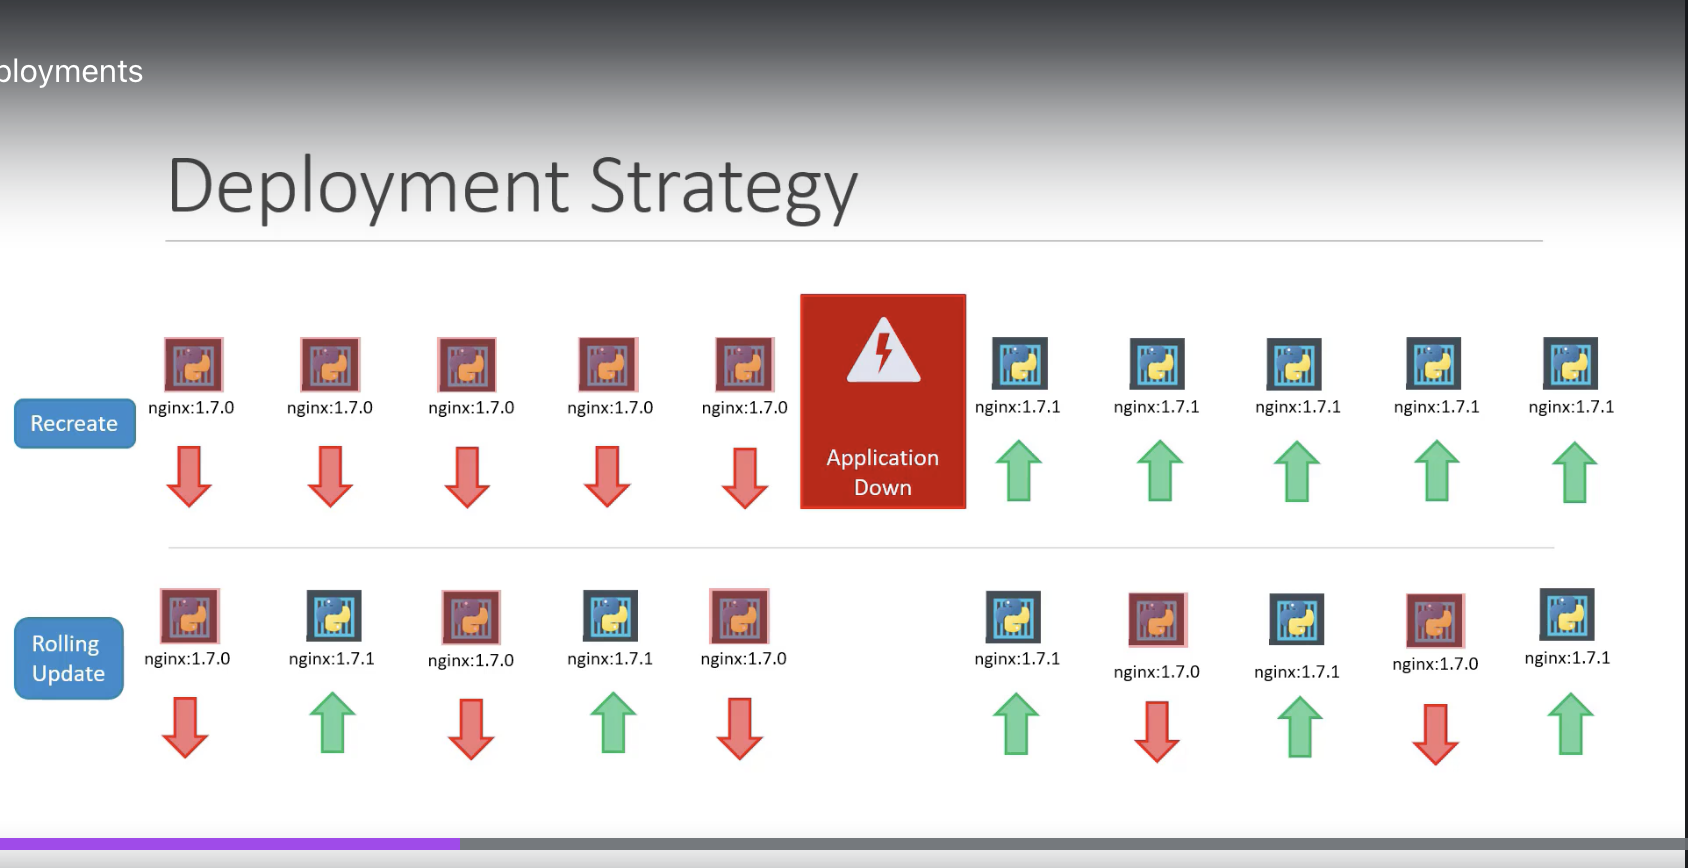 ployments
Deployment Strategy
Recreate
nginx:1.7.0 nginx:1.7.0 nginx:1.7.0 nginx:1.7.0 nginx:1.7.0
Application
Down
nginx:1.7.1 nginx:1.7.1 nginx:1.7.1 nginx:1.7.1 nginx:1.7.1
Rolling
Update
nginx:1.7.0 nginx:1.7.1 nginx:1.7.0 nginx:1.7.1 nginx:1.7.0
nginx:1.7.1 nginx:1.7.0 nginx:1.7.1 nginx:1.7.0 nginx:1.7.1